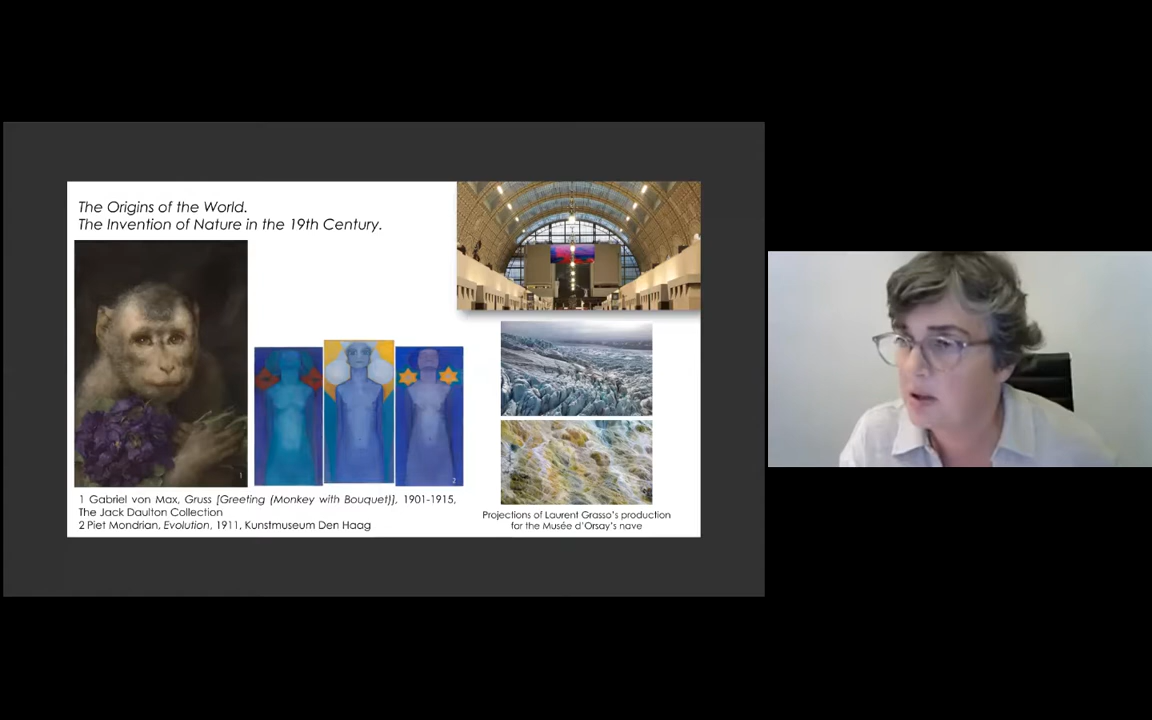 The Origins of the World.
The Invention of Nature in the 19th Century.
1
2
1 Gabriel von Max, Gruss [Greeting (Monkey with Bouquet)], 1901-1915,
The Jack Daulton Collection
2 Piet Mondrian, Evolution, 1911, Kunstmuseum Den Haag
Projections of Laurent Grasso's production
for the Musée d'Orsay's nave